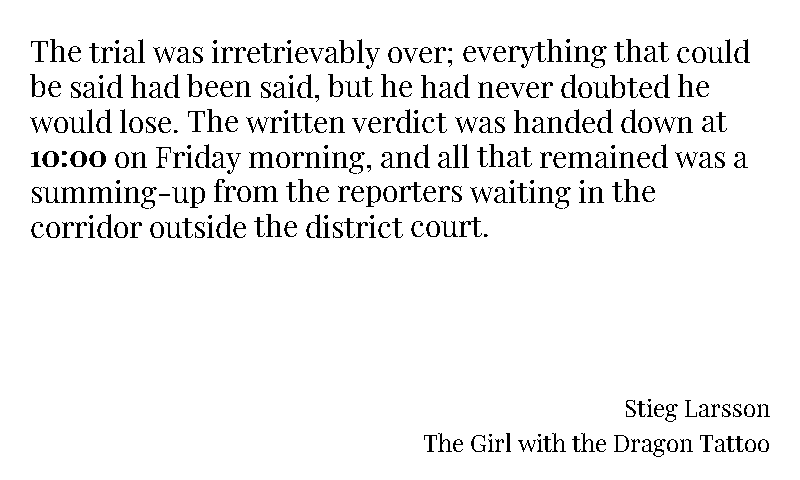 The trial was irretrievably over; everything that could
be said had been said, but he had never doubted he
would lose. The written verdict was handed down at
10:00 on Friday morning, and all that remained was a
summing-up from the reporters waiting in the
corridor outside the district court.
Stieg Larsson
The Girl with the Dragon Tattoo